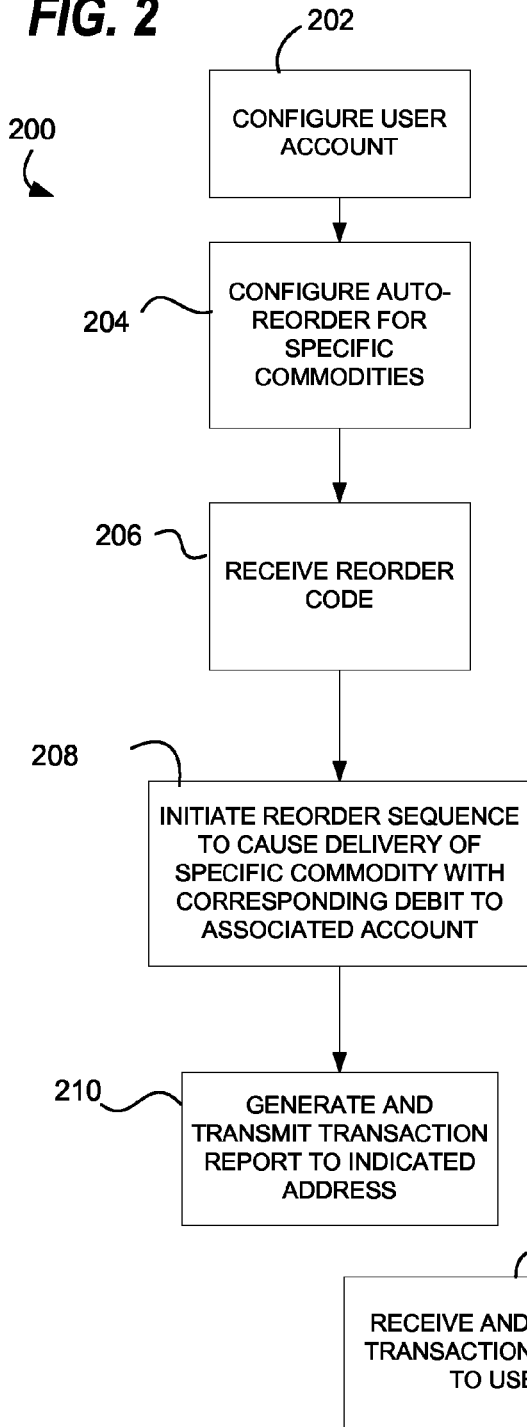 FIG. 2
202
200
CONFIGURE USER
ACCOUNT
204
CONFIGURE AUTO-
REORDER FOR
SPECIFIC
COMMODITIES
206
RECEIVE REORDER
CODE
208
INITIATE REORDER SEQUENCE
TO CAUSE DELIVERY OF
SPECIFIC COMMODITY WITH
CORRESPONDING DEBIT TO
ASSOCIATED ACCOUNT
210
GENERATE AND
TRANSMIT TRANSACTION
REPORT TO INDICATED
ADDRESS
RECEIVE AND
TRANSACTION
TO